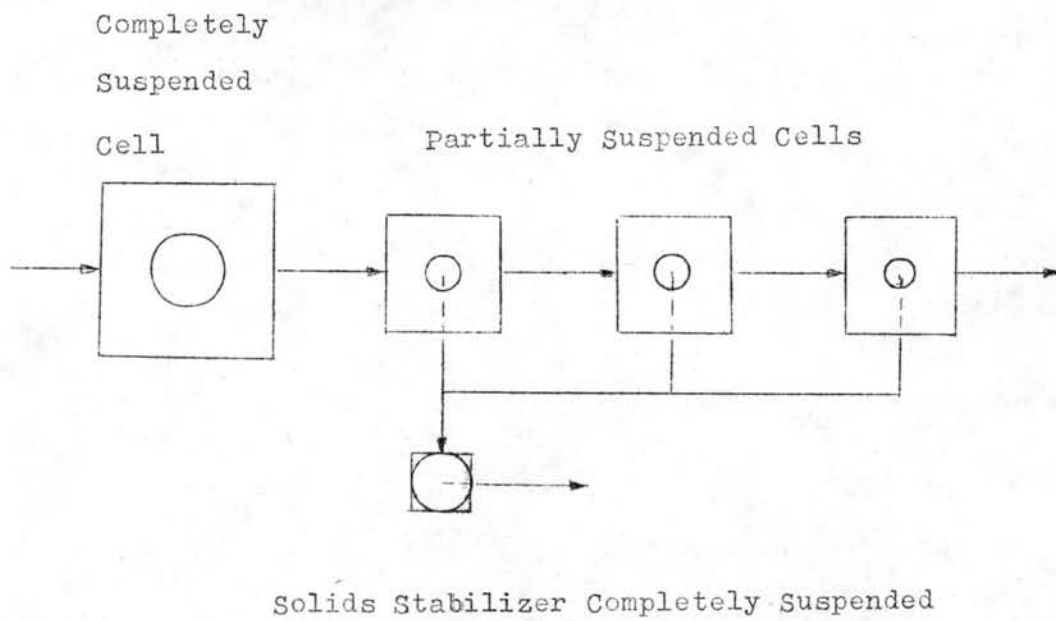 Completely
Suspended
Cell
Partially Suspended Cells
Solids Stabilizer Completely Suspended